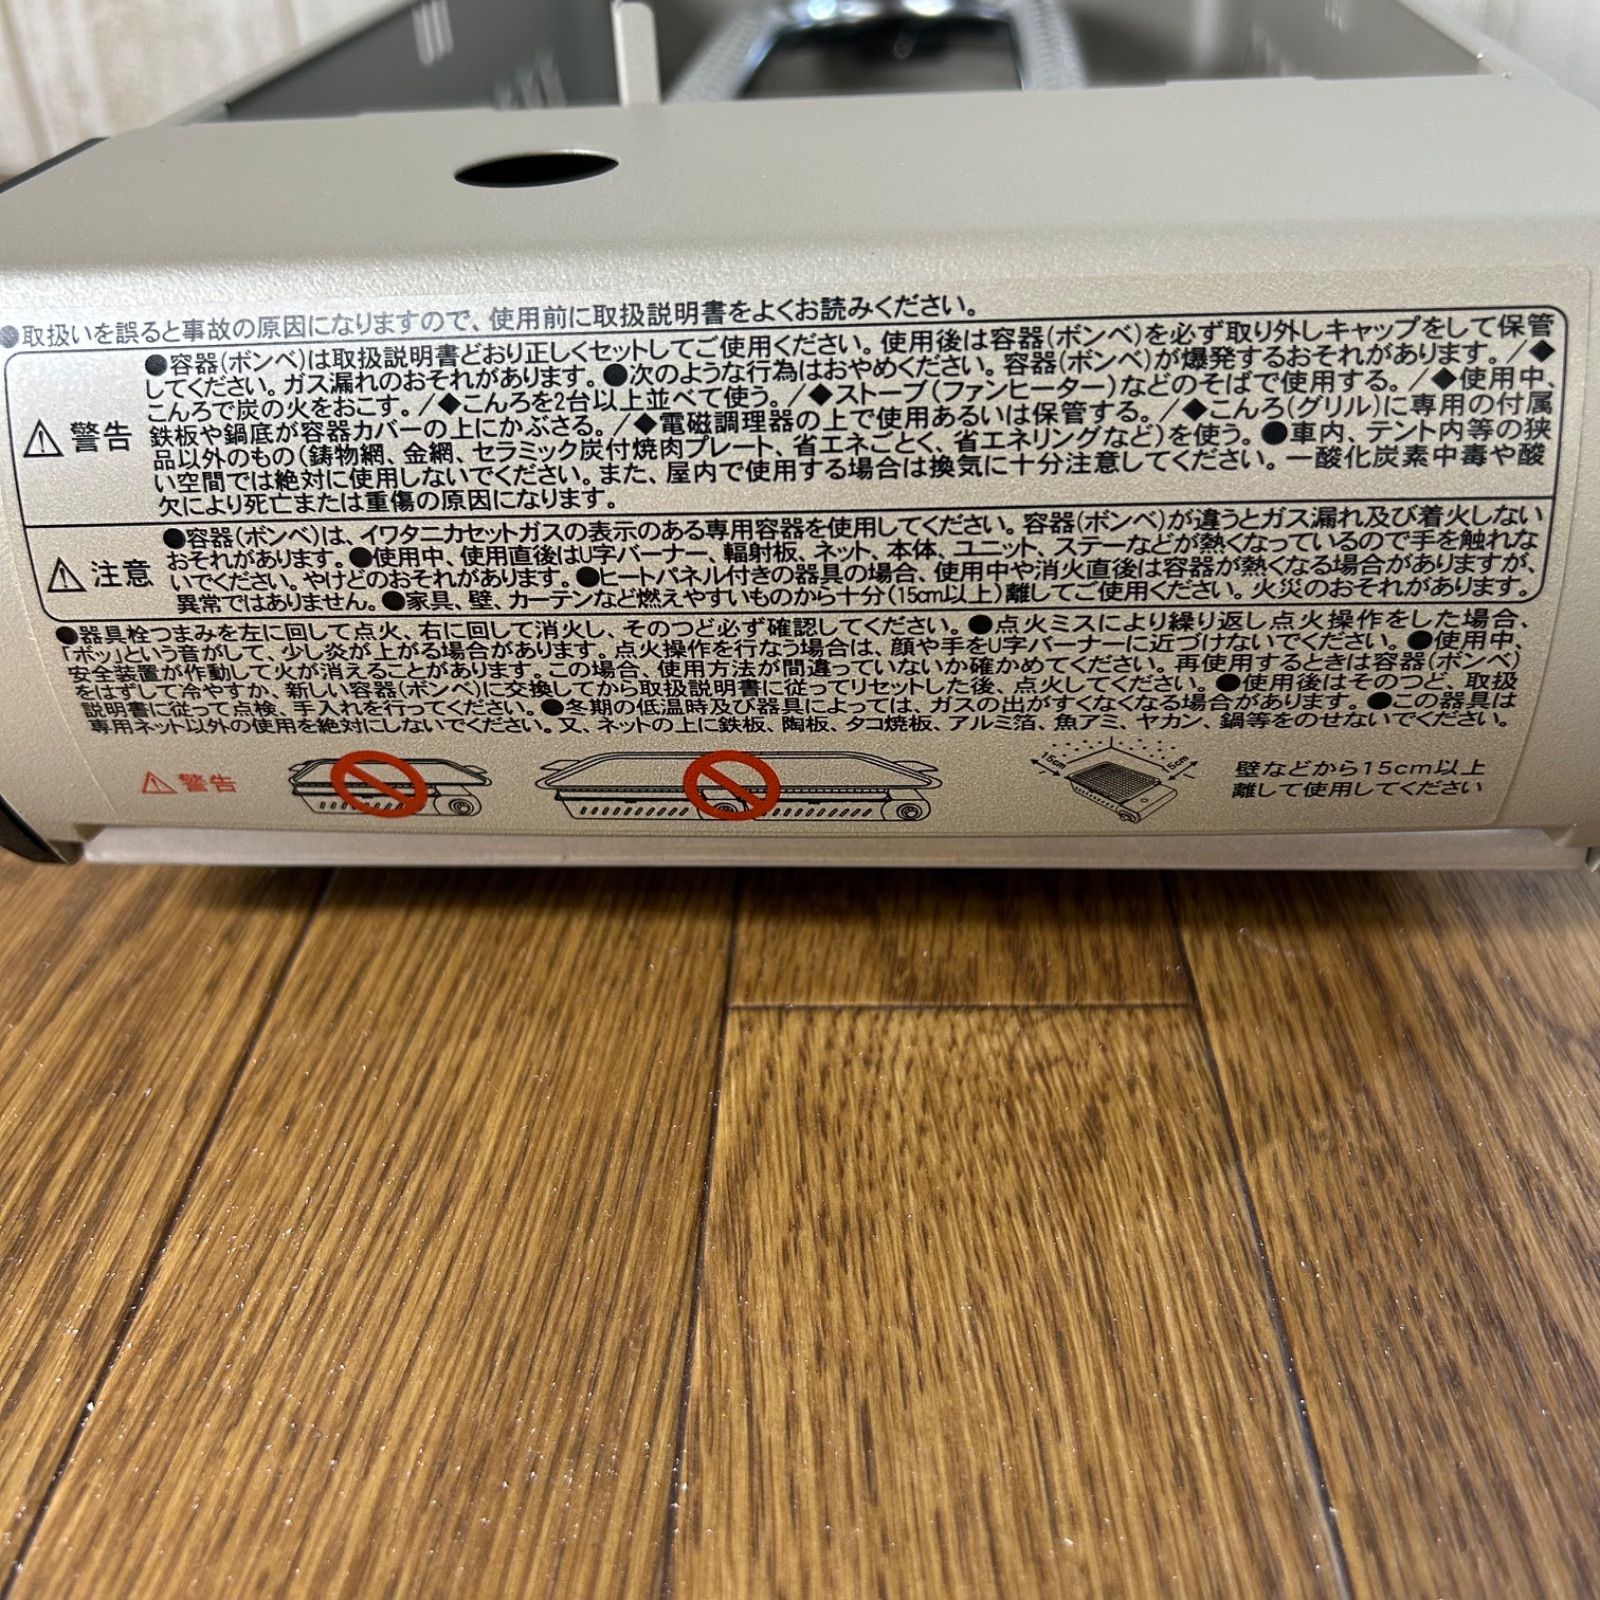 ●取扱いを誤ると事故の原因になりますので、使用前に取扱説明書をよくお読みください。
⚠警告
●容器(ボンベ)は取扱説明書どおり正しくセットしてご使用ください。使用後は容器(ボンベ)を必ず取り外しキャップをして保管
してください。ガス漏れのおそれがあります。●次のような行為はおやめください。容器(ボンベ)が爆発するおそれがあります。/◆
こんろで炭の火をおこす。/◆こんろを2台以上並べて使う。/◆ストーブ(ファンヒーター)などのそばで使用する。/◆使用中、
鉄板や鍋底が容器カバーの上にかぶさる。/◆電磁調理器の上で使用あるいは保管する。/◆こんろ(グリル)に専用の付属
品以外のもの(鋳物網、金網、セラミック炭付焼肉プレート、省エネごとく、省エネリングなど)を使う。●車内、テント内等の狭
い空間では絶対に使用しないでください。また、屋内で使用する場合は換気に十分注意してください。一酸化炭素中毒や酸
欠により死亡または重傷の原因になります。
⚠注意
●容器(ボンベ)は、イワタニカセットガスの表示のある専用容器を使用してください。容器(ボンベ)が違うとガス漏れ及び着火しない
おそれがあります。●使用中、使用直後はU字バーナー、輻射板、ネット、本体、ユニット、ステーなどが熱くなっているので手を触れな
いでください。やけどのおそれがあります。●ヒートパネル付きの器具の場合、使用中や消火直後は容器が熱くなる場合がありますが、
異常ではありません。●家具、壁、カーテンなど燃えやすいものから十分(15cm以上)離してご使用ください。火災のおそれがあります。
●器具栓つまみを左に回して点火、右に回して消火し、そのつど必ず確認してください。●点火ミスにより繰り返し点火操作をした場合、
「ボッ」という音がして、少し炎が上がる場合があります。点火操作を行なう場合は、顔や手をU字バーナーに近づけないでください。●使用中、
安全装置が作動して火が消えることがあります。この場合、使用方法が間違っていないか確かめてください。再使用するときは容器(ボンベ)
をはずして冷やすか、新しい容器(ボンベ)に交換してから取扱説明書に従ってリセットした後、点火してください。●使用後はそのつど、取扱
説明書に従って点検、手入れを行ってください。●冬期の低温時及び器具によっては、ガスの出がすくなくなる場合があります。●この器具は
専用ネット以外の使用を絶対にしないでください。又、ネットの上に鉄板、陶板、タコ焼板、アルミ箔、魚アミ、ヤカン、鍋等をのせないでください。
⚠警告
15cm
15cm
壁などから15cm以上
離して使用してください